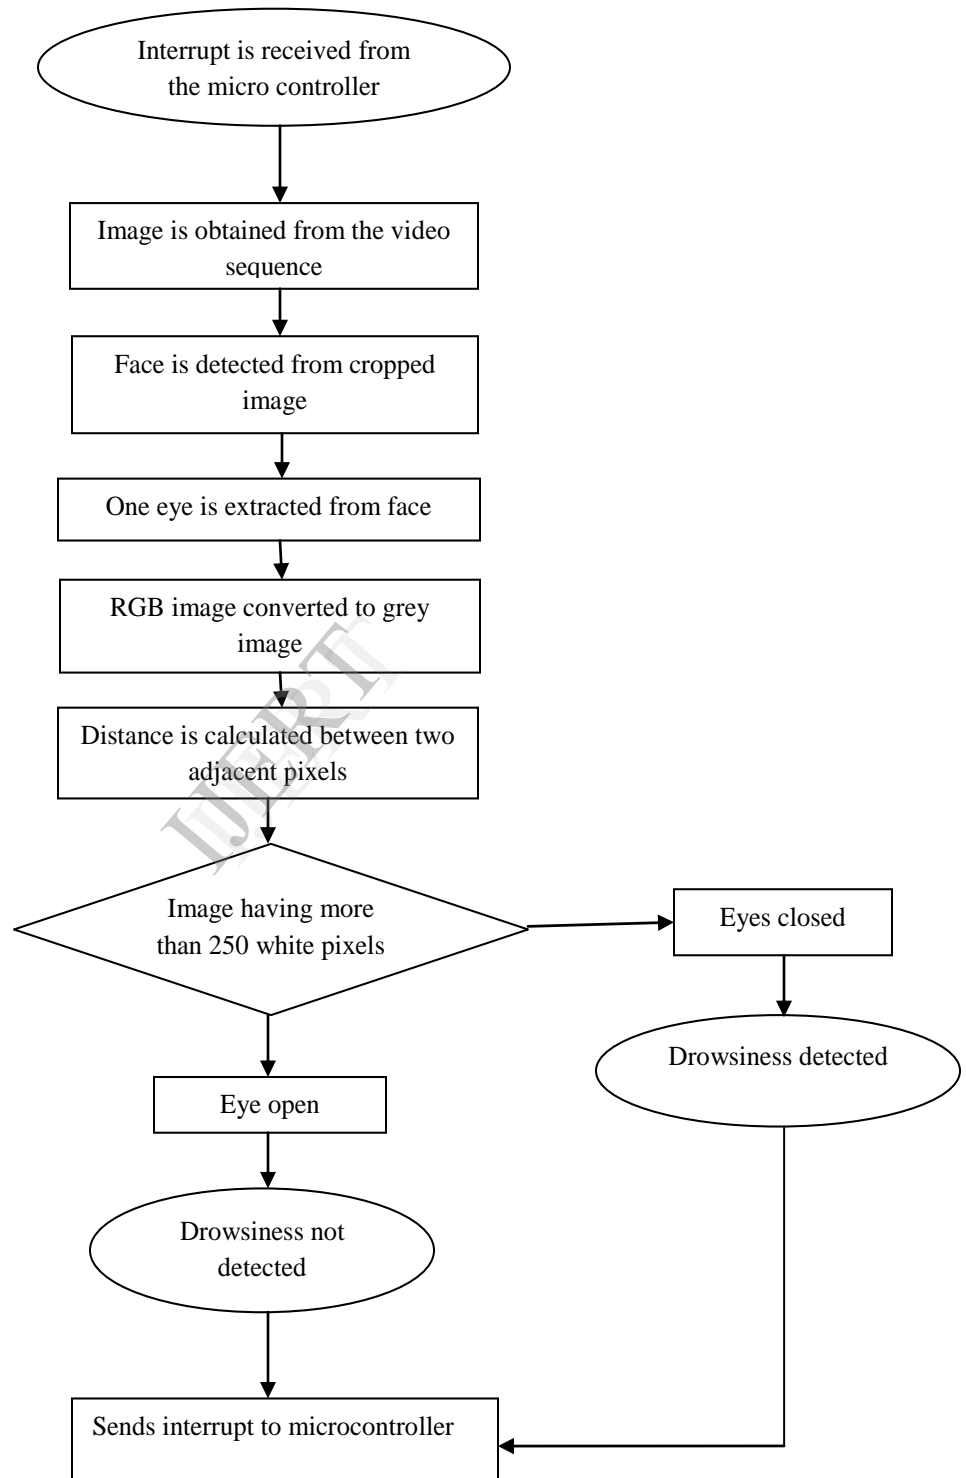 Interrupt is received from
the micro controller
Image is obtained from the video
sequence
Face is detected from cropped
image
One eye is extracted from face
RGB image converted to grey
image
Distance is calculated between two
adjacent pixels
IJERT
Image having more
than 250 white pixels
Eyes closed
Drowsiness detected
Eye open
Drowsiness not
detected
Sends interrupt to microcontroller